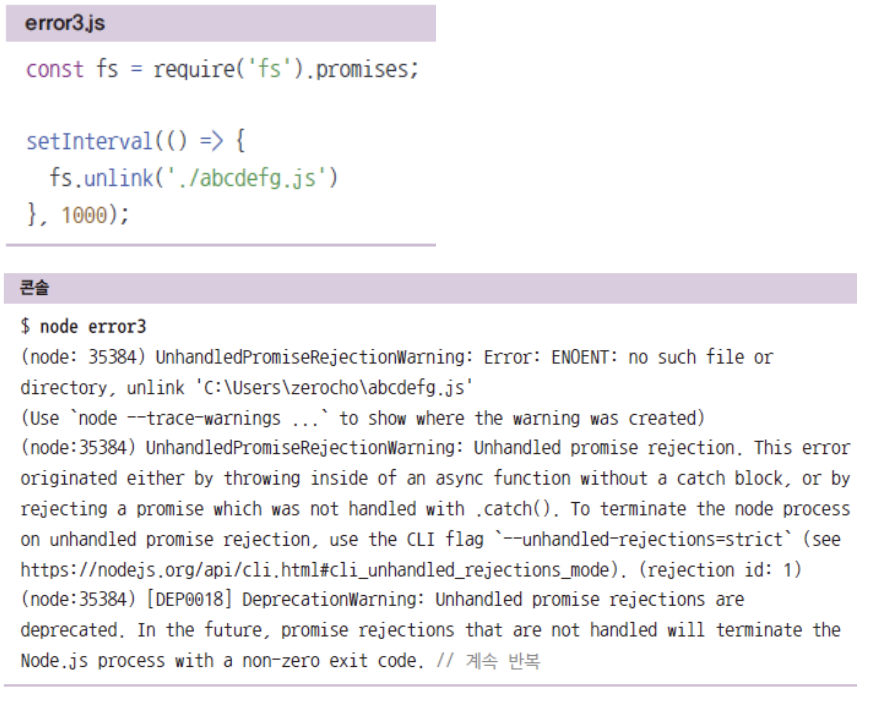 error3.js
const fs = require('fs').promises;
setInterval(() => {
  fs.unlink('./abcdefg.js')
}, 1000);
콘솔
$ node error3
(node: 35384) UnhandledPromiseRejectionWarning: Error: ENOENT: no such file or
directory, unlink 'C:\Users\zerocho\abcdefg.js'
(Use `node --trace-warnings ...` to show where the warning was created)
(node:35384) UnhandledPromiseRejectionWarning: Unhandled promise rejection. This error
originated either by throwing inside of an async function without a catch block, or by
rejecting a promise which was not handled with .catch(). To terminate the node process
on unhandled promise rejection, use the CLI flag `--unhandled-rejections=strict` (see
https://nodejs.org/api/cli.html#cli_unhandled_rejections_mode). (rejection id: 1)
(node:35384) [DEP0018] DeprecationWarning: Unhandled promise rejections are
deprecated. In the future, promise rejections that are not handled will terminate the
Node.js process with a non-zero exit code. // 계속 반복